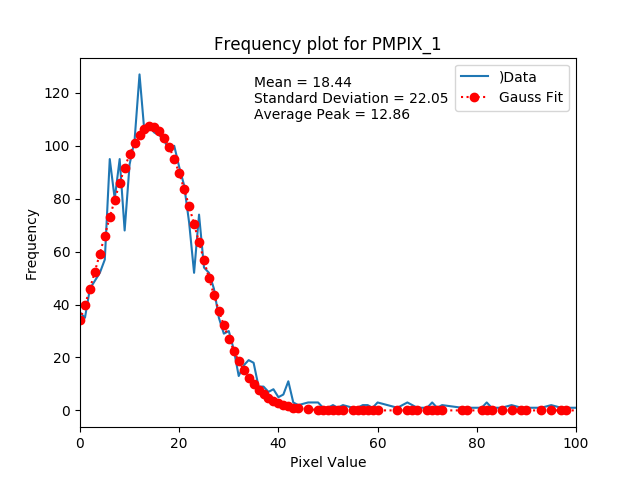 Frequency plot for PMPIX_1
Mean = 18.44
Standard Deviation = 22.05
Average Peak = 12.86
)Data
Gauss Fit
Frequency
120
100
80
60
40
20
0
0 20 40 60 80 100
Pixel Value